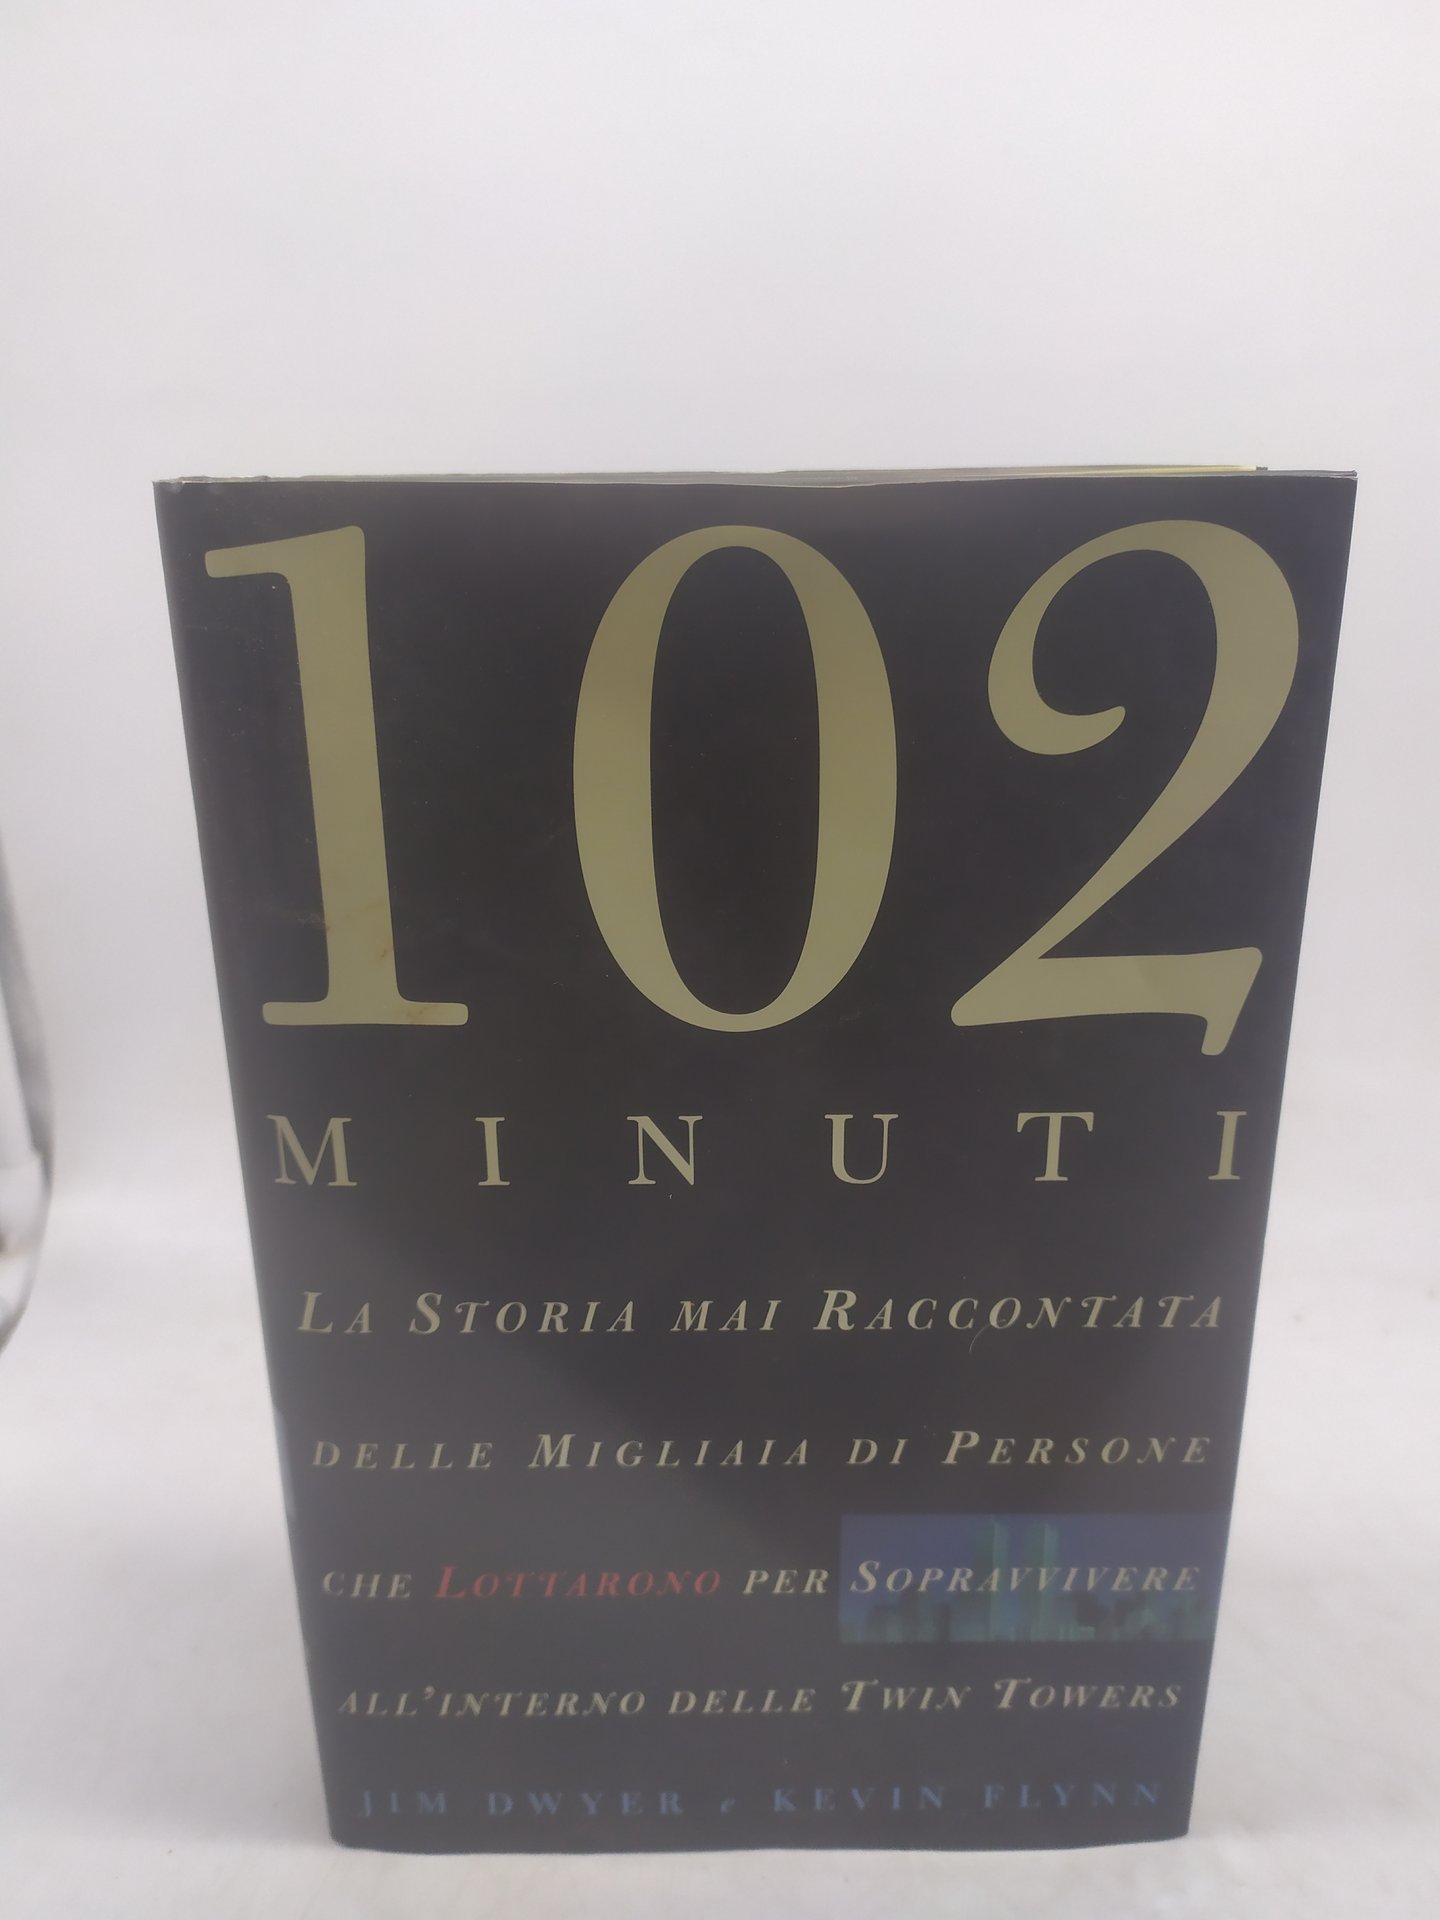 102
MINUTI
LA STORIA MAI RACCONTATA
DELLE MIGLIAIA DI PERSONE
CHE LOTTARONO PER SOPRAVVIVERE
ALL'INTERNO DELLE TWIN TOWERS
JIM DWYER e KEVIN FLYNN